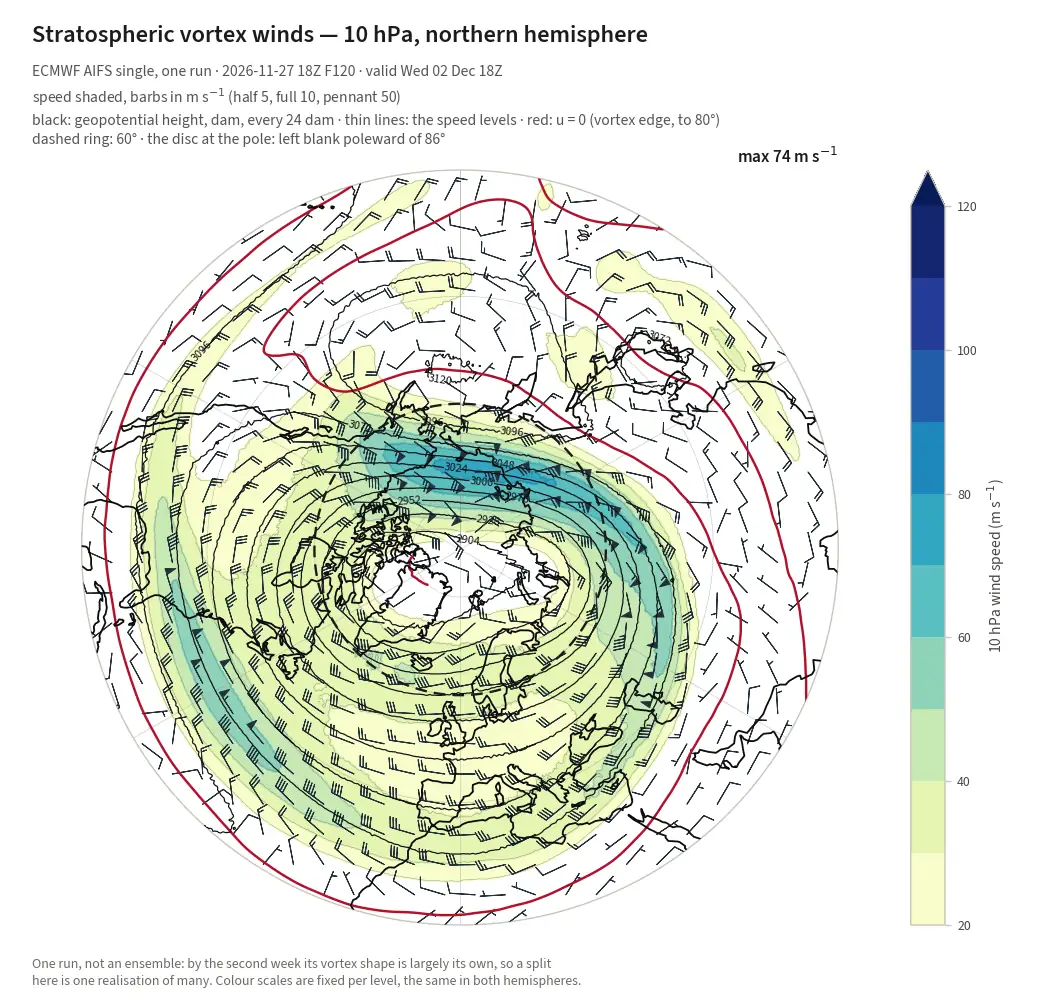 Stratospheric vortex winds — 10 hPa, northern hemisphere
ECMWF AIFS single, one run · 2026-11-27 18Z F120 · valid Wed 02 Dec 18Z
speed shaded, barbs in m s⁻¹ (half 5, full 10, pennant 50)
black: geopotential height, dam, every 24 dam · thin lines: the speed levels · red: u = 0 (vortex edge, to 80°)
dashed ring: 60° · the disc at the pole: left blank poleward of 86°
max 74 m s⁻¹
120
100
80
60
40
20
10 hPa wind speed (m s⁻¹)
3096
3072
3120
3096
3024
3048
3000
2952
2904
One run, not an ensemble: by the second week its vortex shape is largely its own, so a split
here is one realisation of many. Colour scales are fixed per level, the same in both hemispheres.